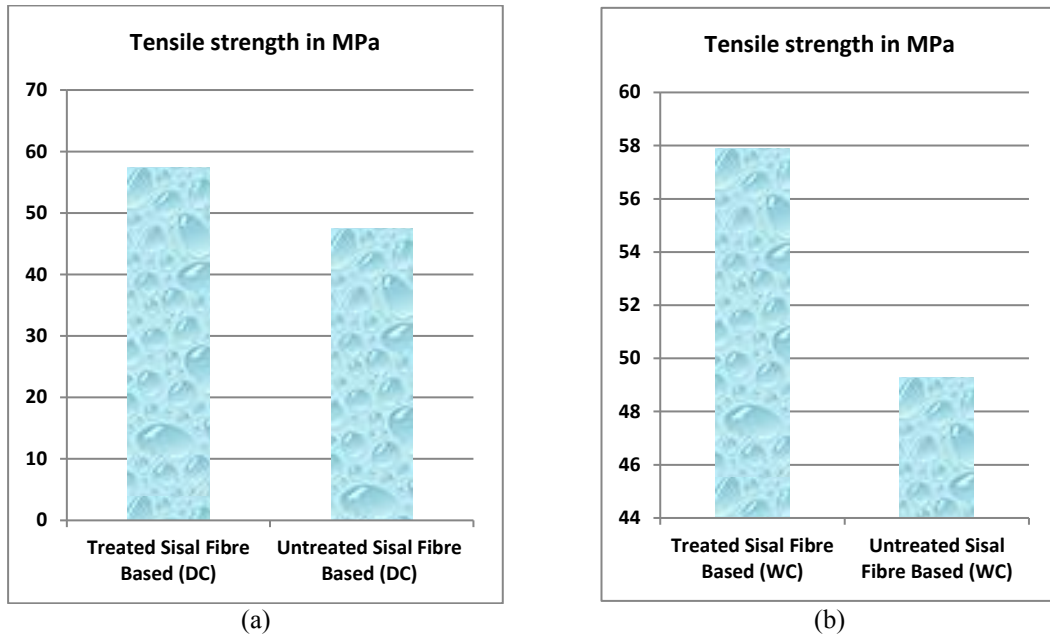 Tensile strength in MPa
70
60
50
40
30
20
10
0
Treated Sisal Fibre
Based (DC)
Untreated Sisal Fibre
Based (DC)
(a)
Tensile strength in MPa
60
58
56
54
52
50
48
46
44
Treated Sisal Fibre
Based (WC)
Untreated Sisal
Fibre Based (WC)
(b)